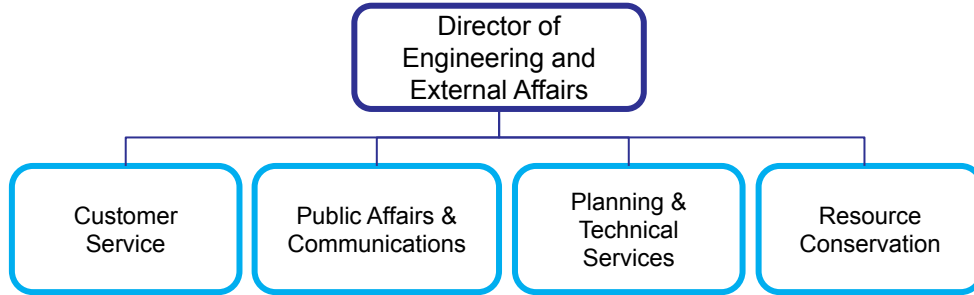 Director of
Engineering and
External Affairs
Customer
Service
Public Affairs &
Communications
Planning &
Technical
Services
Resource
Conservation